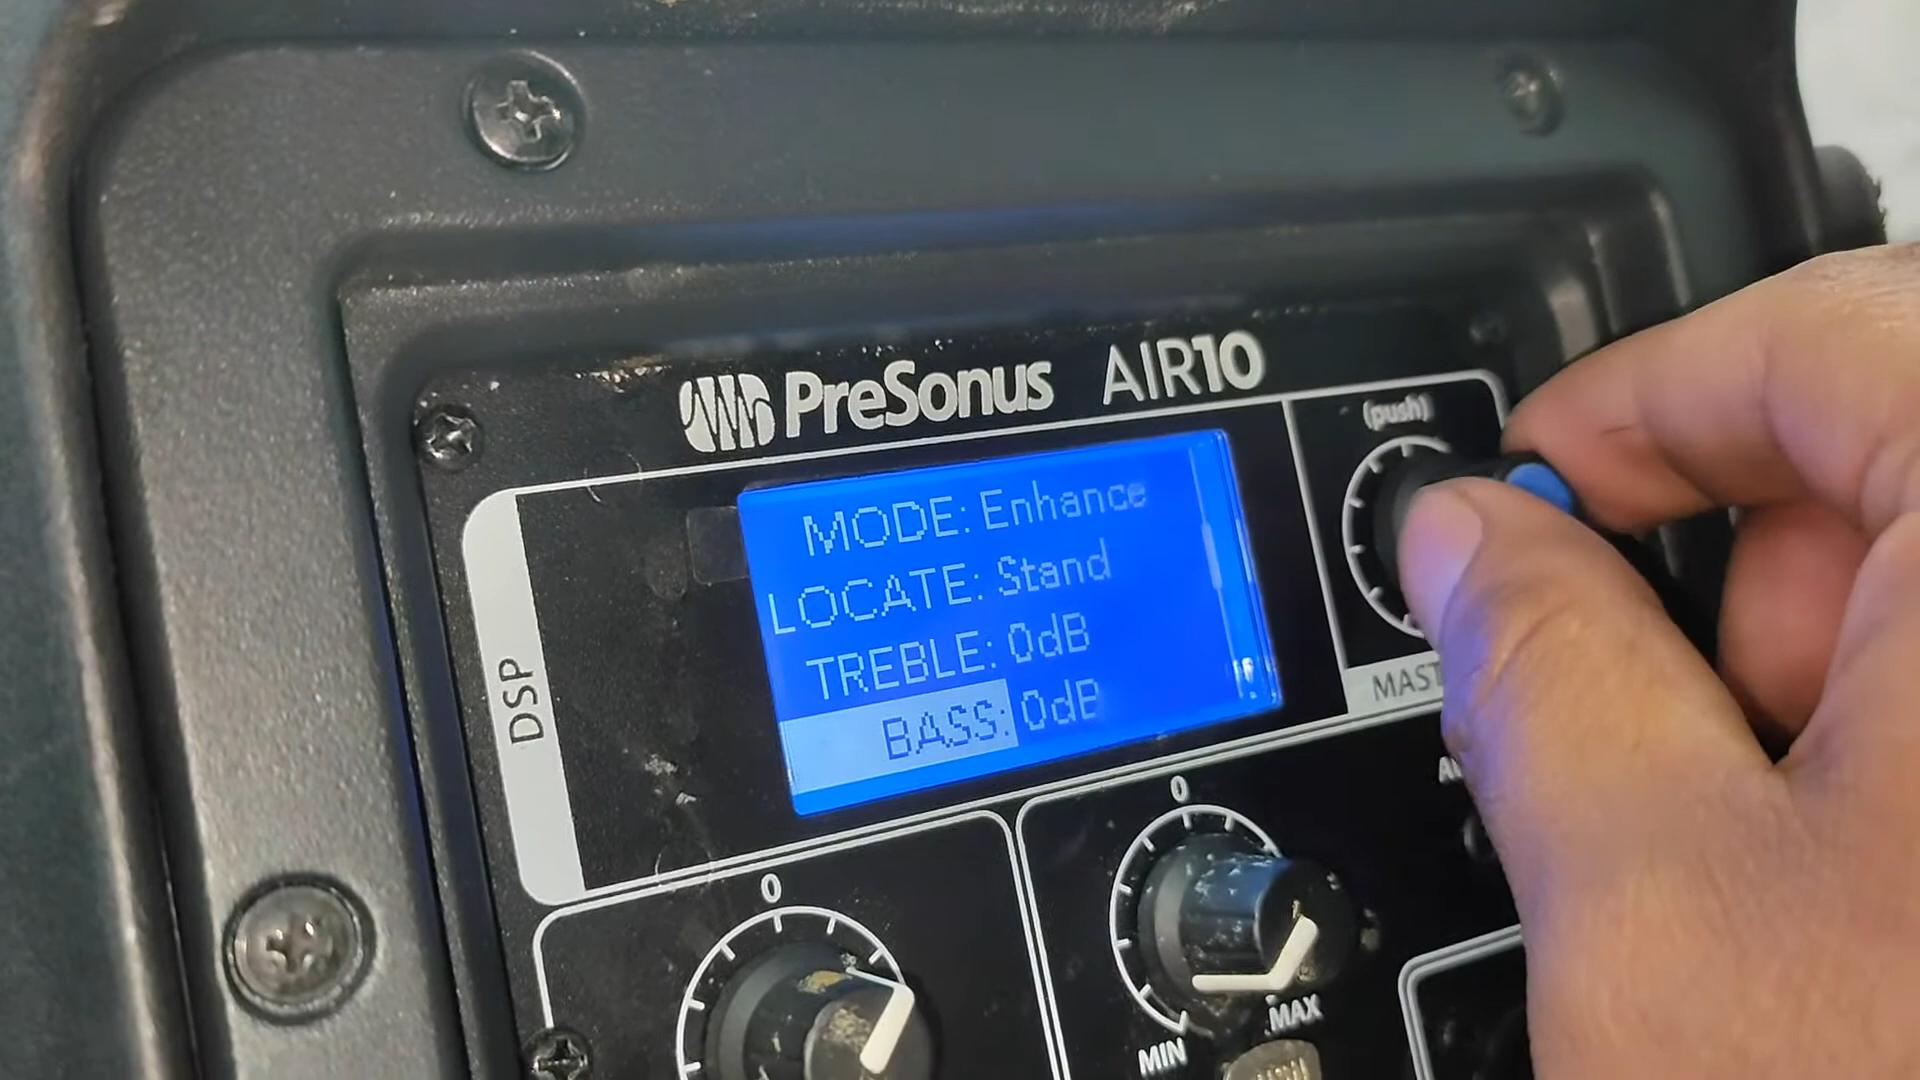 PreSonus AIR10
(push)
MODE: Enhance
LOCATE: Stand
TREBLE: 0dB
BASS: 0dB
DSP
MAST
0
0
MIN
MAX